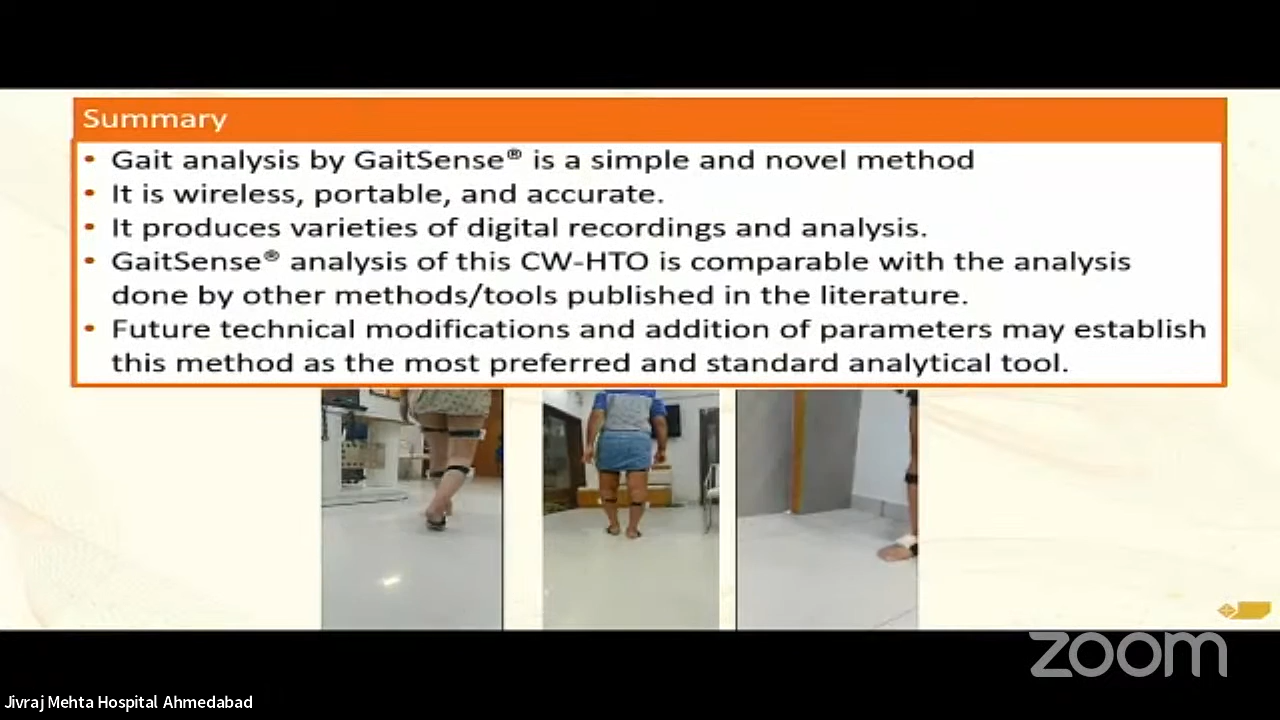 Summary
• Gait analysis by GaitSense® is a simple and novel method
• It is wireless, portable, and accurate.
• It produces varieties of digital recordings and analysis.
• GaitSense® analysis of this CW-HTO is comparable with the analysis
done by other methods/tools published in the literature.
• Future technical modifications and addition of parameters may establish
this method as the most preferred and standard analytical tool.
zoom
Jivraj Mehta Hospital Ahmedabad